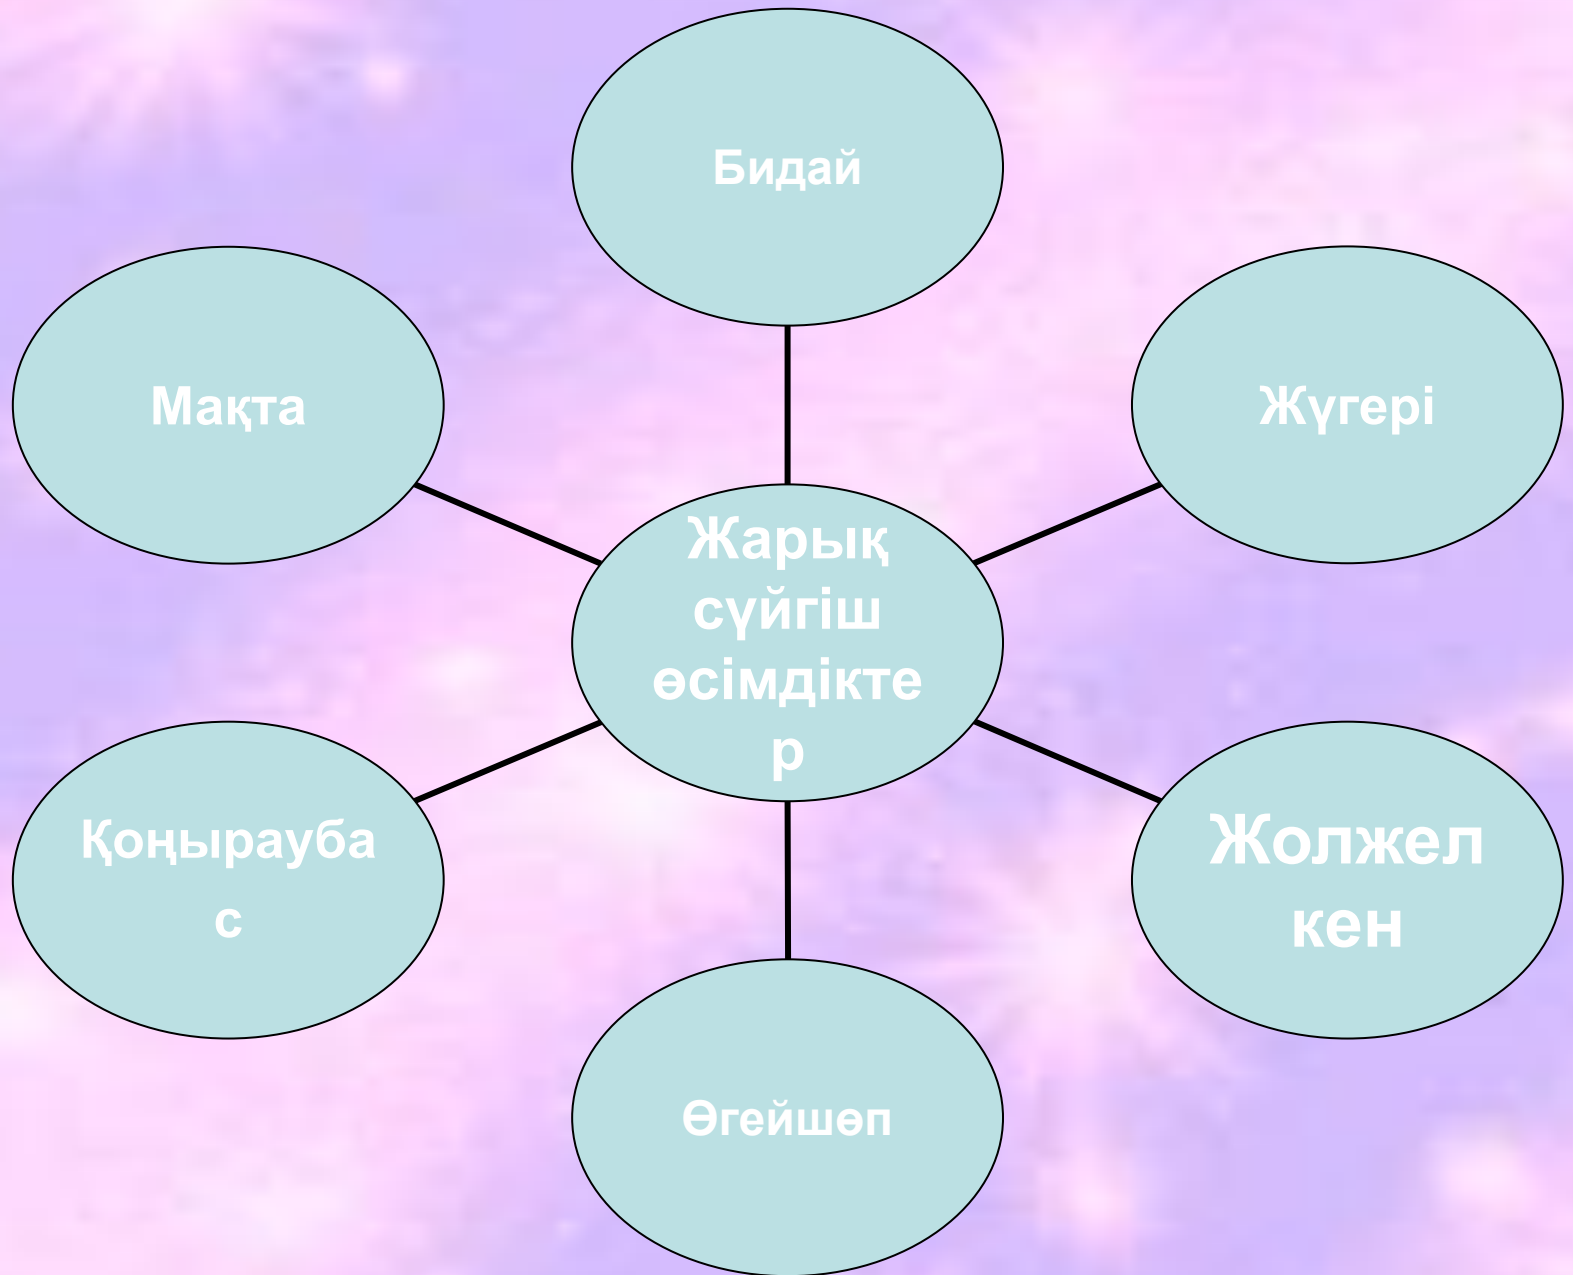 Бидай
Мақта
Жүгері
Жарық
сүйгіш
өсімдікте
р
Қоңырауба
с
Жолжел
кен
Өгейшөп